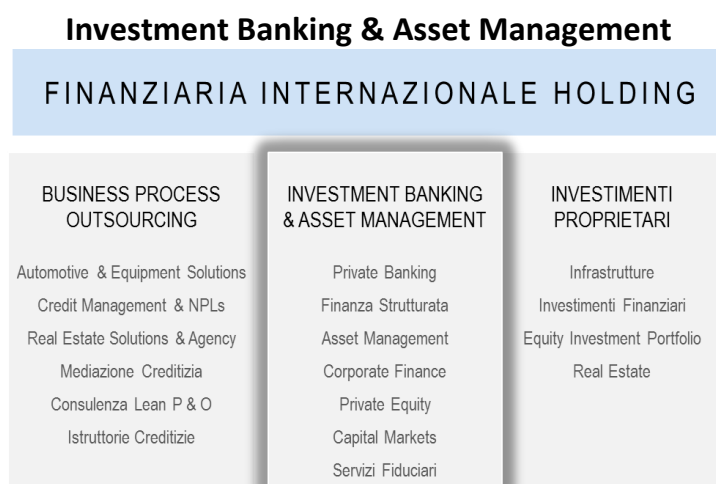 Investment Banking & Asset Management
FINANZIARIA INTERNAZIONALE HOLDING
BUSINESS PROCESS
OUTSOURCING
Automotive & Equipment Solutions
Credit Management & NPLs
Real Estate Solutions & Agency
Mediazione Creditizia
Consulenza Lean P & O
Istruttorie Creditizie
INVESTMENT BANKING
& ASSET MANAGEMENT
Private Banking
Finanza Strutturata
Asset Management
Corporate Finance
Private Equity
Capital Markets
Servizi Fiduciari
INVESTIMENTI
PROPRIETARI
Infrastrutture
Investimenti Finanziari
Equity Investment Portfolio
Real Estate